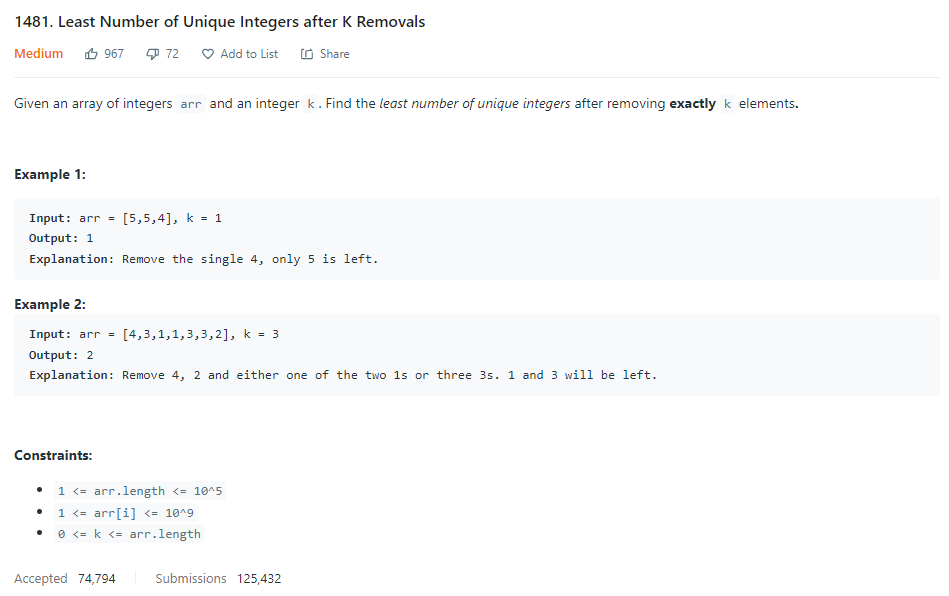 1481. Least Number of Unique Integers after K Removals
Medium 967 72 Add to List Share
Given an array of integers arr and an integer k. Find the least number of unique integers after removing exactly k elements.
Example 1:
Input: arr = [5,5,4], k = 1
Output: 1
Explanation: Remove the single 4, only 5 is left.
Example 2:
Input: arr = [4,3,1,1,3,3,2], k = 3
Output: 2
Explanation: Remove 4, 2 and either one of the two 1s or three 3s. 1 and 3 will be left.
Constraints:
1 <= arr.length <= 10^5
1 <= arr[i] <= 10^9
0 <= k <= arr.length
Accepted 74,794 Submissions 125,432